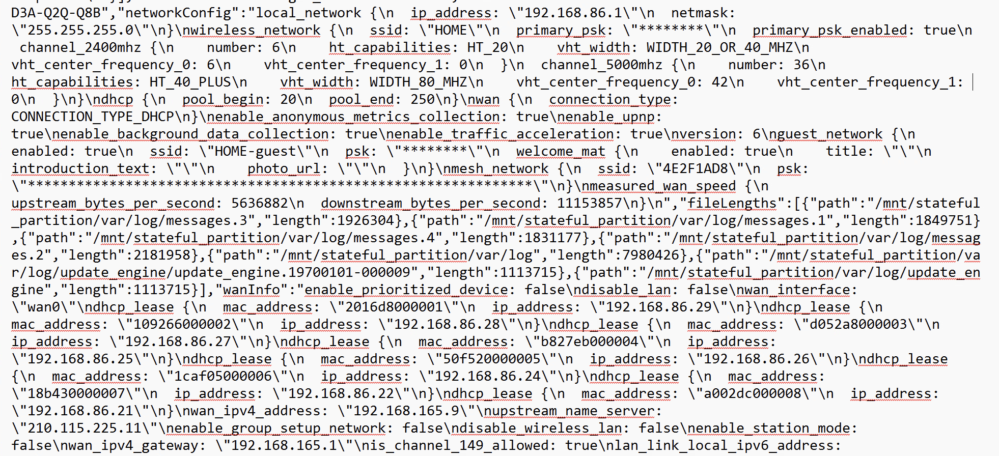 D3A-Q2Q-Q8B","networkConfig":"local_network {\n  ip_address: \"192.168.86.1\"\n  netmask:
\"255.255.255.0\"\n}\nwireless_network {\n  ssid: \"HOME\"\n  primary_psk: \"********\"\n  primary_psk_enabled: true\n
 channel_2400mhz {\n    number: 6\n    ht_capabilities: HT_20\n    vht_width: WIDTH_20_OR_40_MHZ\n
vht_center_frequency_0: 6\n    vht_center_frequency_1: 0\n  }\n  channel_5000mhz {\n    number: 36\n
ht_capabilities: HT_40_PLUS\n    vht_width: WIDTH_80_MHZ\n    vht_center_frequency_0: 42\n    vht_center_frequency_1:
0\n  }\n}\ndhcp {\n  pool_begin: 20\n  pool_end: 250\n}\nwan {\n  connection_type:
CONNECTION_TYPE_DHCP\n}\nenable_anonymous_metrics_collection: true\nenable_upnp:
true\nenable_background_data_collection: true\nenable_traffic_acceleration: true\nversion: 6\nguest_network {\n
enabled: true\n  ssid: \"HOME-guest\"\n  psk: \"********\"\n  welcome_mat {\n    enabled: true\n    title: \"\"\n
introduction_text: \"\"\n    photo_url: \"\"\n  }\n}\nmesh_network {\n  ssid: \"4E2F1AD8\"\n  psk:
\"**************************************************************\"\n}\nmeasured_wan_speed {\n
upstream_bytes_per_second: 5636882\n  downstream_bytes_per_second: 11153857\n}\n","fileLengths":[{"path":"/mnt/stateful
_partition/var/log/messages.3","length":1926304},{"path":"/mnt/stateful_partition/var/log/messages.1","length":1849751}
,{"path":"/mnt/stateful_partition/var/log/messages.4","length":1831177},{"path":"/mnt/stateful_partition/var/log/messag
es.2","length":2181958},{"path":"/mnt/stateful_partition/var/log","length":7980426},{"path":"/mnt/stateful_partition/va
r/log/update_engine/update_engine.19700101-000009","length":1113715},{"path":"/mnt/stateful_partition/var/log/update_en
gine","length":1113715}],"wanInfo":"enable_prioritized_device: false\ndisable_lan: false\nwan_interface:
\"wan0\"\ndhcp_lease {\n  mac_address: \"2016d8000001\"\n  ip_address: \"192.168.86.29\"\n}\ndhcp_lease {\n
mac_address: \"109266000002\"\n  ip_address: \"192.168.86.28\"\n}\ndhcp_lease {\n  mac_address: \"d052a8000003\"\n
ip_address: \"192.168.86.27\"\n}\ndhcp_lease {\n  mac_address: \"b827eb000004\"\n  ip_address:
\"192.168.86.25\"\n}\ndhcp_lease {\n  mac_address: \"50f520000005\"\n  ip_address: \"192.168.86.26\"\n}\ndhcp_lease
{\n  mac_address: \"1caf05000006\"\n  ip_address: \"192.168.86.24\"\n}\ndhcp_lease {\n  mac_address:
\"18b430000007\"\n  ip_address: \"192.168.86.22\"\n}\ndhcp_lease {\n  mac_address: \"a002dc000008\"\n  ip_address:
\"192.168.86.21\"\n}\nwan_ipv4_address: \"192.168.165.9\"\nupstream_name_server:
\"210.115.225.11\"\nenable_group_setup_network: false\ndisable_wireless_lan: false\nenable_station_mode:
false\nwan_ipv4_gateway: \"192.168.165.1\"\nis_channel_149_allowed: true\nlan_link_local_ipv6_address: